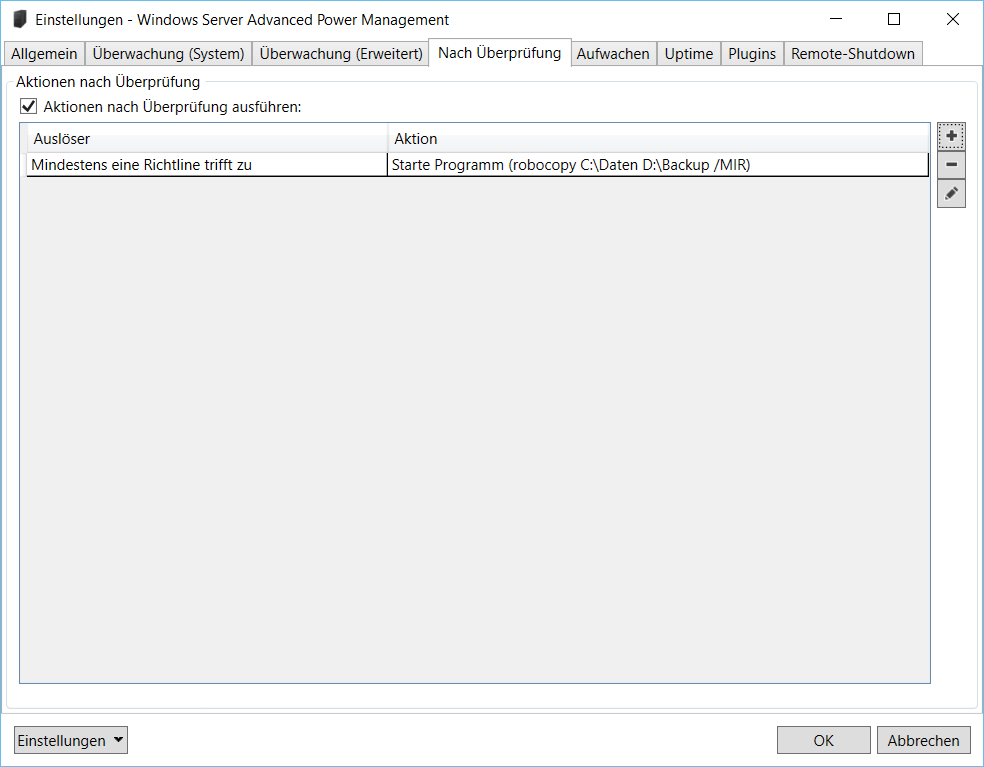 Einstellungen - Windows Server Advanced Power Management
Allgemein Überwachung (System) Überwachung (Erweitert) Nach Überprüfung Aufwachen Uptime Plugins Remote-Shutdown
Aktionen nach Überprüfung
Aktionen nach Überprüfung ausführen:
Auslöser Aktion
Mindestens eine Richtline trifft zu Starte Programm (robocopy C:\Daten D:\Backup /MIR)
Einstellungen OK Abbrechen